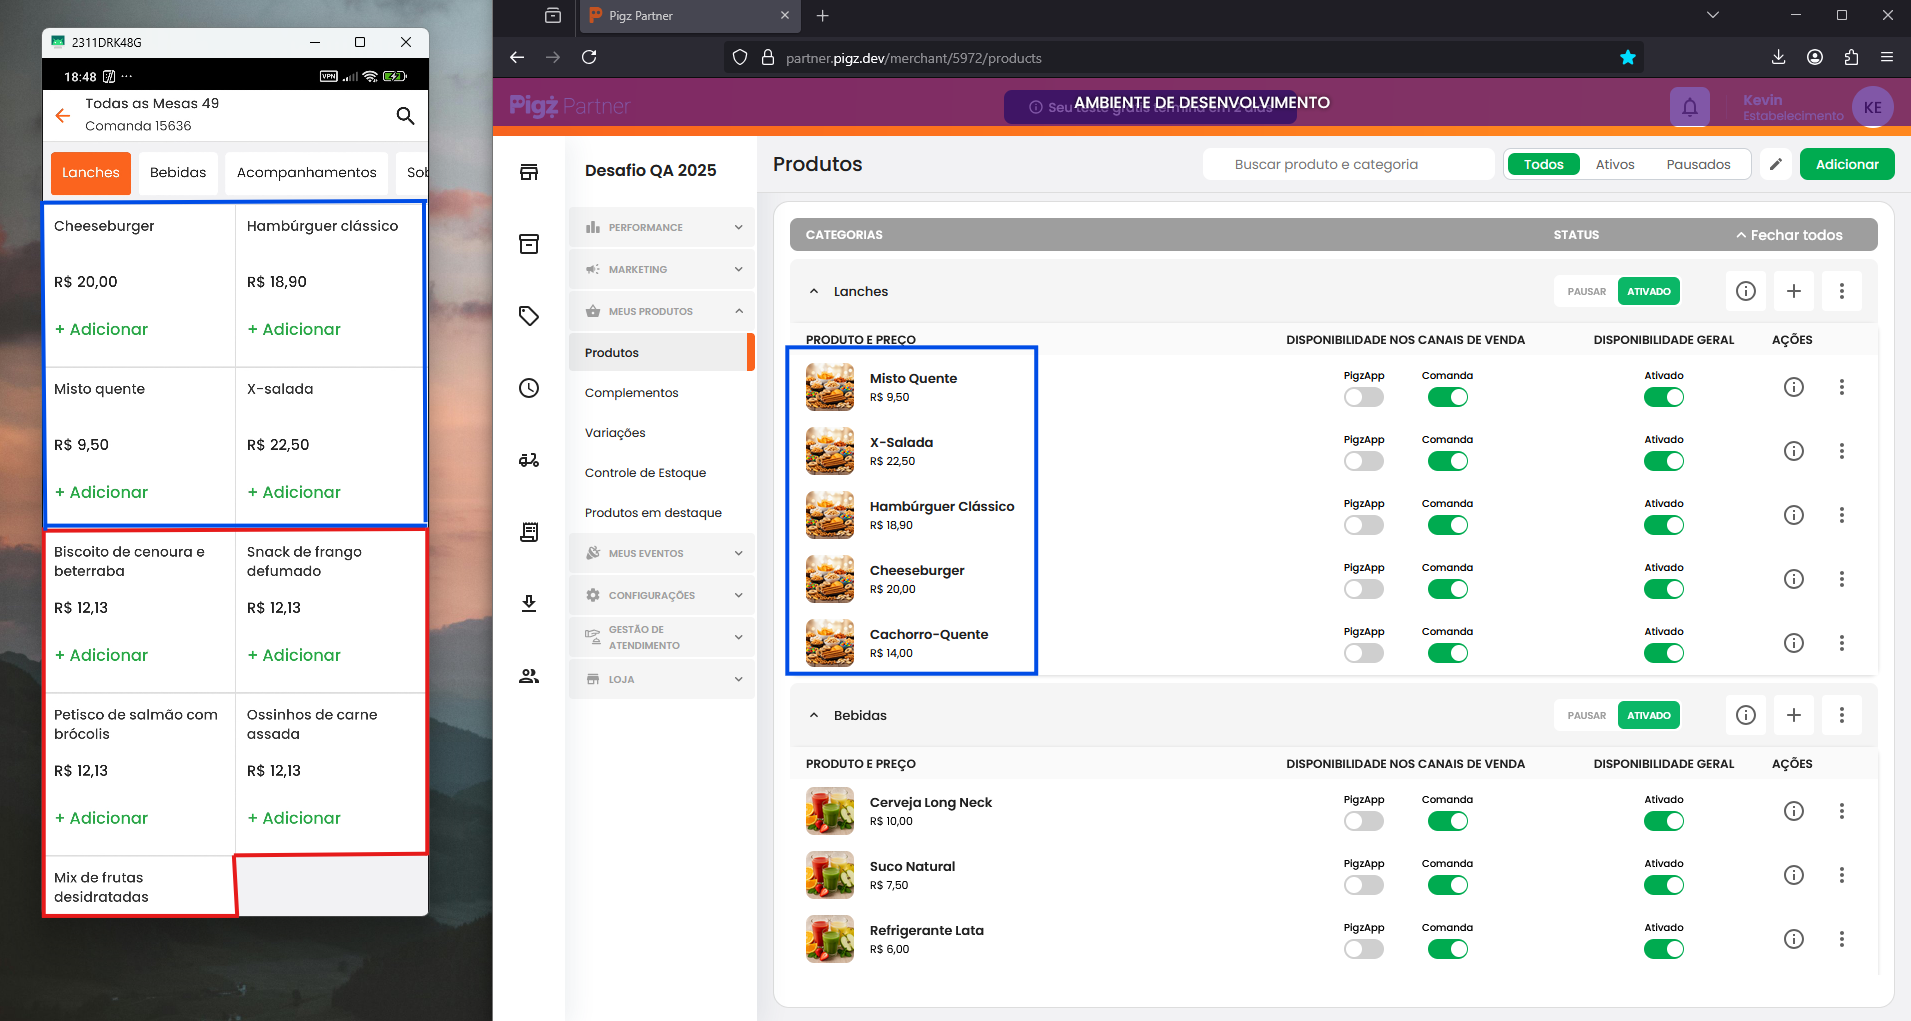 2311DRK48G
18:48
VPN
Todas as Mesas 49
Comanda 15636
Lanches
Bebidas
Acompanhamentos
Sob
Cheeseburger
R$ 20,00
+ Adicionar
Hambúrguer clássico
R$ 18,90
+ Adicionar
Misto quente
R$ 9,50
+ Adicionar
X-salada
R$ 22,50
+ Adicionar
Biscoito de cenoura e
beterraba
R$ 12,13
+ Adicionar
Snack de frango
defumado
R$ 12,13
+ Adicionar
Petisco de salmão com
brócolis
R$ 12,13
+ Adicionar
Ossinhos de carne
assada
R$ 12,13
+ Adicionar
Mix de frutas
desidratadas
Pigz Partner
partner.pigz.dev/merchant/5972/products
Pigz Partner
AMBIENTE DE DESENVOLVIMENTO
Kevin
Estabelecimento
KE
Desafio QA 2025
PERFORMANCE
MARKETING
MEUS PRODUTOS
Produtos
Complementos
Variações
Controle de Estoque
Produtos em destaque
MEUS EVENTOS
CONFIGURAÇÕES
GESTÃO DE
ATENDIMENTO
LOJA
Produtos
Buscar produto e categoria
Todos
Ativos
Pausados
Adicionar
CATEGORIAS
STATUS
Fechar todos
Lanches
PAUSAR
ATIVADO
PRODUTO E PREÇO
DISPONIBILIDADE NOS CANAIS DE VENDA
DISPONIBILIDADE GERAL
AÇÕES
Misto Quente
R$ 9,50
PigzApp
Comanda
Ativado
X-Salada
R$ 22,50
PigzApp
Comanda
Ativado
Hambúrguer Clássico
R$ 18,90
PigzApp
Comanda
Ativado
Cheeseburger
R$ 20,00
PigzApp
Comanda
Ativado
Cachorro-Quente
R$ 14,00
PigzApp
Comanda
Ativado
Bebidas
PAUSAR
ATIVADO
PRODUTO E PREÇO
DISPONIBILIDADE NOS CANAIS DE VENDA
DISPONIBILIDADE GERAL
AÇÕES
Cerveja Long Neck
R$ 10,00
PigzApp
Comanda
Ativado
Suco Natural
R$ 7,50
PigzApp
Comanda
Ativado
Refrigerante Lata
R$ 6,00
PigzApp
Comanda
Ativado